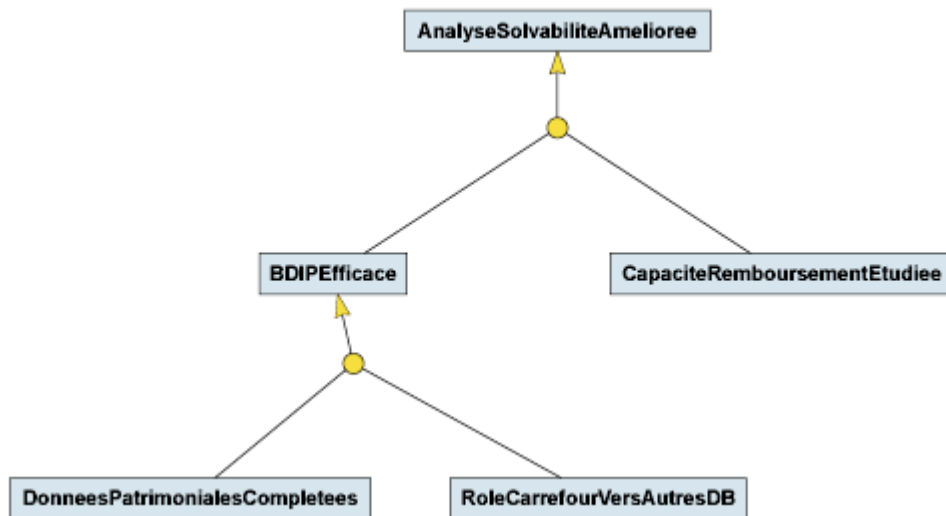 AnalyseSolvabiliteAmelioree
BDIPEfficace
CapaciteRemboursementEtudiee
DonneesPatrimonialesCompletees
RoleCarrefourVersAutresDB